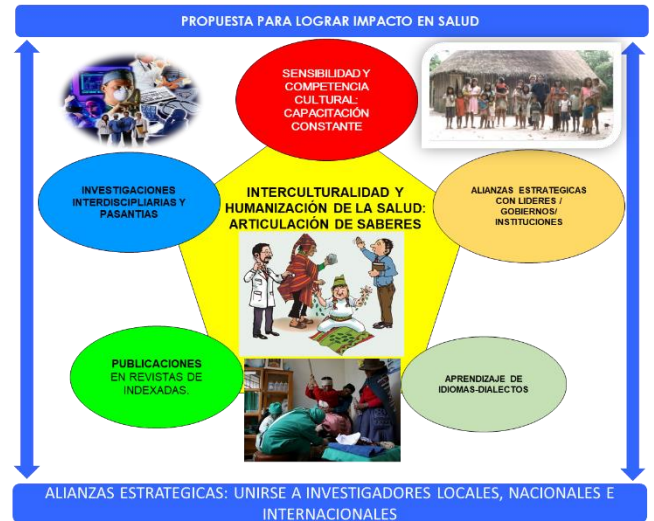 PROPUESTA PARA LOGRAR IMPACTO EN SALUD
SENSIBILIDAD Y
COMPETENCIA
CULTURAL:
CAPACITACIÓN
CONSTANTE
INVESTIGACIONES
INTERDISCIPLIARIAS Y
PASANTIAS
INTERCULTURALIDAD Y
HUMANIZACIÓN DE LA SALUD:
ARTICULACIÓN DE SABERES
ALIANZAS ESTRATEGICAS
CON LIDERES /
GOBIERNOS/
INSTITUCIONES
PUBLICACIONES
EN REVISTAS DE
INDEXADAS.
APRENDIZAJE DE
IDIOMAS-DIALECTOS
ALIANZAS ESTRATEGICAS: UNIRSE A INVESTIGADORES LOCALES, NACIONALES E
INTERNACIONALES